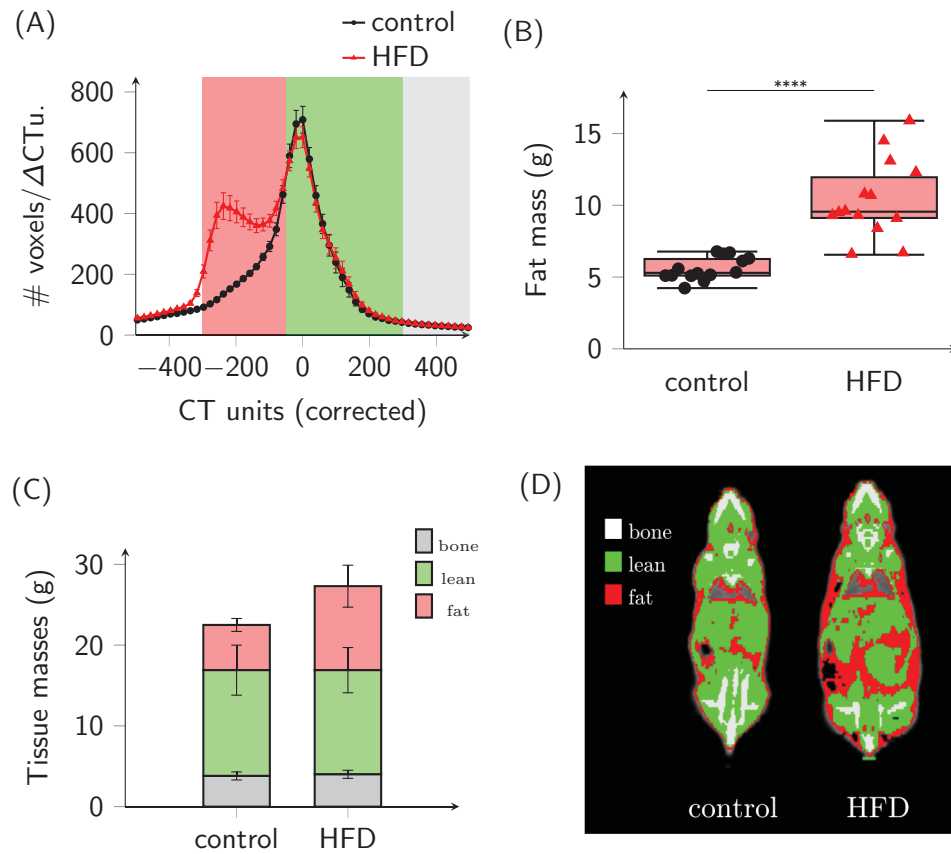 (A)
control
HFD
# voxels/ΔCTu.
800
600
400
200
0
−400
−200
0
200
400
CT units (corrected)
(B)
****
Fat mass (g)
15
10
5
0
control
HFD
(C)
Tissue masses (g)
30
20
10
0
bone
lean
fat
control
HFD
(D)
bone
lean
fat
control
HFD